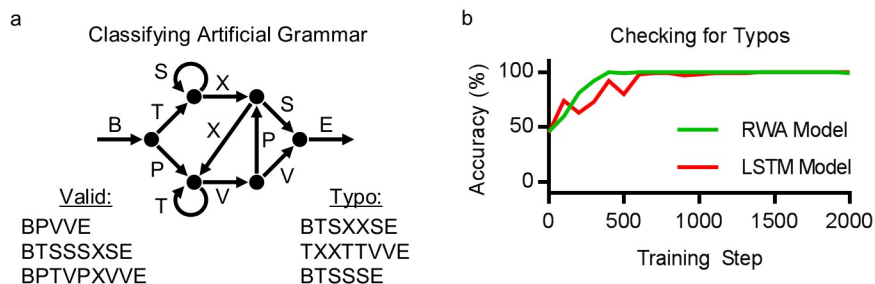 a
Classifying Artificial Grammar
S
X
T
S
B
X
P
E
P
V
T
V
Valid:
BPVVE
BTSSSXSE
BPTVPXVVE
Typo:
BTSXXSE
TXXTTVVE
BTSSSE
b
Checking for Typos
Accuracy (%)
100
50
0
RWA Model
LSTM Model
0
500
1000
1500
2000
Training Step